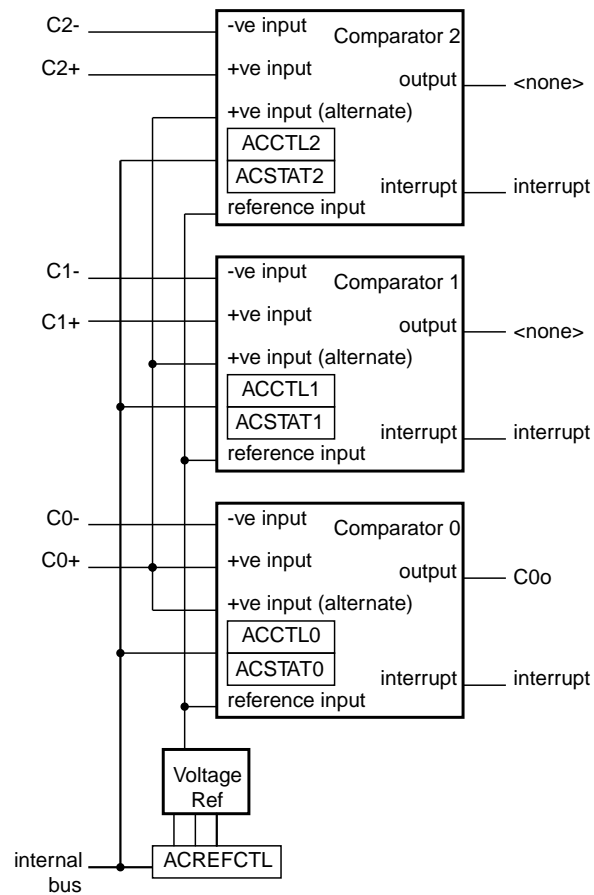 C2-
-ve input
Comparator 2
C2+
+ve input
output
<none>
+ve input (alternate)
ACCTL2
ACSTAT2
interrupt
interrupt
reference input
C1-
-ve input
Comparator 1
C1+
+ve input
output
<none>
+ve input (alternate)
ACCTL1
ACSTAT1
interrupt
interrupt
reference input
C0-
-ve input
Comparator 0
C0+
+ve input
output
C0o
+ve input (alternate)
ACCTL0
ACSTAT0
interrupt
interrupt
reference input
Voltage
Ref
internal
bus
ACREFCTL